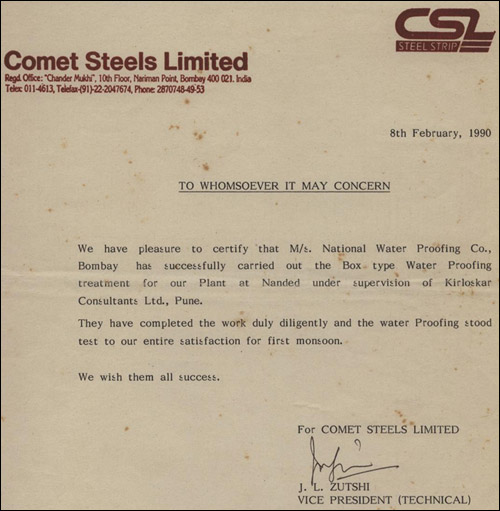 CSL
STEEL STRIP
Comet Steels Limited
Regd. Office: "Chander Mukhi", 10th Floor, Nariman Point, Bombay 400 021. India
Telex: 011-4613, Telefax-(91)-22-2047674, Phone: 2870748-49-53
8th February, 1990
TO WHOMSOEVER IT MAY CONCERN
We have pleasure to certify that M/s. National Water Proofing Co.,
Bombay has successfully carried out the Box type Water Proofing
treatment for our Plant at Nanded under supervision of Kirloskar
Consultants Ltd., Pune.
They have completed the work duly diligently and the water Proofing stood
test to our entire satisfaction for first monsoon.
We wish them all success.
For COMET STEELS LIMITED
J. L. ZUTSHI
VICE PRESIDENT (TECHNICAL)